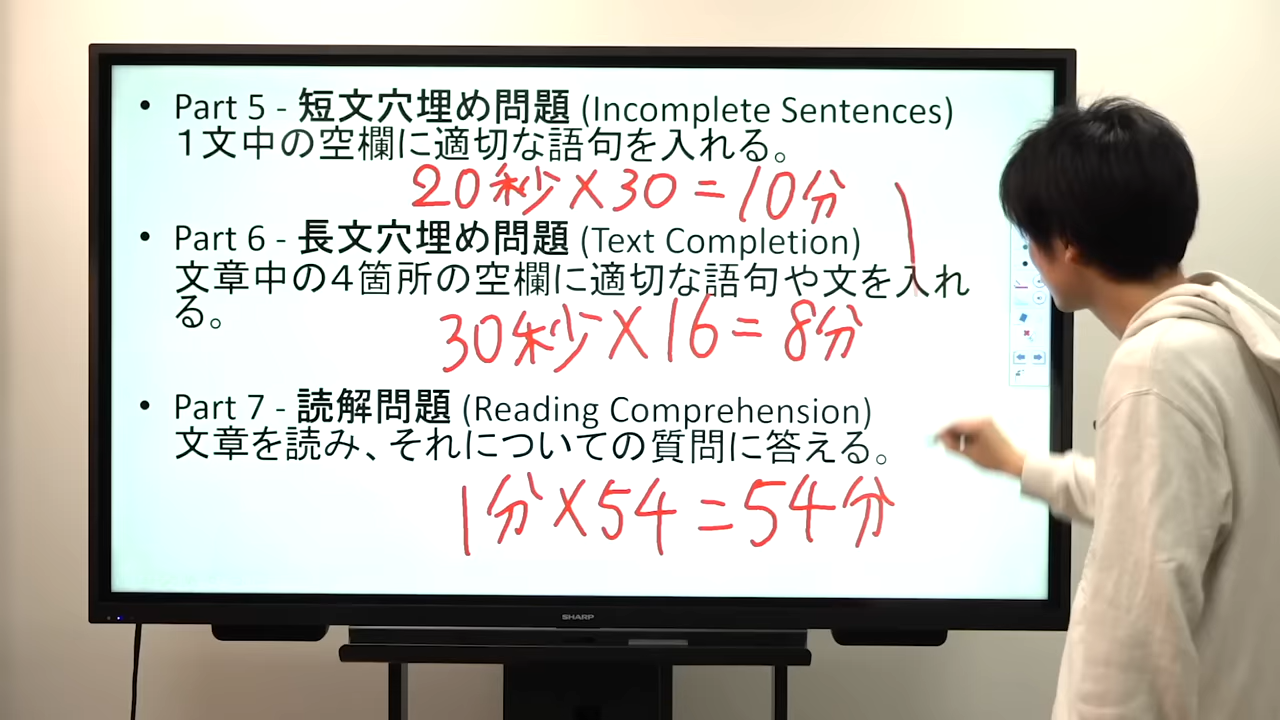 • Part 5 - 短文穴埋め問題 (Incomplete Sentences)
１文中の空欄に適切な語句を入れる。
20秒×30=10分
• Part 6 - 長文穴埋め問題 (Text Completion)
文章中の４箇所の空欄に適切な語句や文を入れ
る。
30秒×16=8分
• Part 7 - 読解問題 (Reading Comprehension)
文章を読み、それについての質問に答える。
1分×54=54分
SHARP